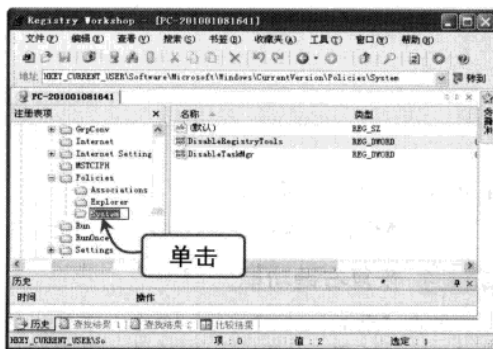 Registry Workshop - [PC-201001081641]
文件(F) 编辑(E) 查看(V) 搜索(S) 书签(B) 收藏夹(A) 工具(T) 窗口(W) 帮助(H)
地址 HKEY_CURRENT_USER\Software\Microsoft\Windows\CurrentVersion\Policies\System 转到
PC-201001081641
注册表项 名称 类型
GrpConv (默认) REG_SZ
Internet DisableRegistryTools REG_DWORD
Internet Setting DisableTaskMgr REG_DWORD
MSTCIPH
Policies
Associations
Explorer
System
Run
RunOnce
Settings
单击
历史
时间 操作
历史 查找结果 1 查找结果 2 比较结果
HKEY_CURRENT_USER\So 项 : 0 值 : 2 选定 : 1